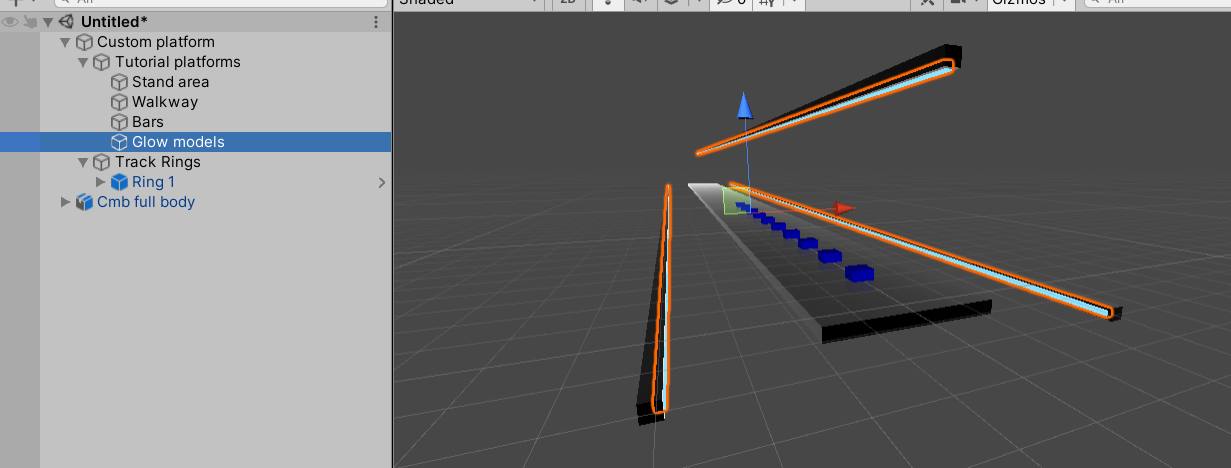 Shaded
2D
Gizmos
All
Untitled*
Custom platform
Tutorial platforms
Stand area
Walkway
Bars
Glow models
Track Rings
Ring 1
Cmb full body